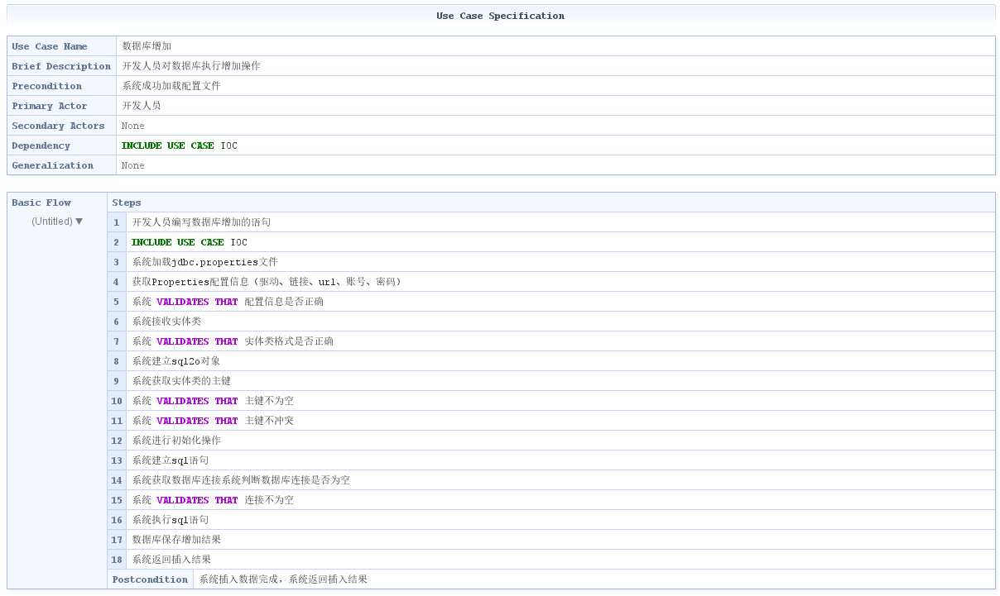 Use Case Specification
Use Case Name 数据库增加
Brief Description 开发人员对数据库执行增加操作
Precondition 系统成功加载配置文件
Primary Actor 开发人员
Secondary Actors None
Dependency INCLUDE USE CASE IOC
Generalization None
Basic Flow Steps
(Untitled) ▼
1 开发人员编写数据库增加的语句
2 INCLUDE USE CASE IOC
3 系统加载jdbc.properties文件
4 获取Properties配置信息（驱动、链接、url、账号、密码）
5 系统 VALIDATES THAT 配置信息是否正确
6 系统接收实体类
7 系统 VALIDATES THAT 实体类格式是否正确
8 系统建立sql2o对象
9 系统获取实体类的主键
10 系统 VALIDATES THAT 主键不为空
11 系统 VALIDATES THAT 主键不冲突
12 系统进行初始化操作
13 系统建立sql语句
14 系统获取数据库连接系统判断数据库连接是否为空
15 系统 VALIDATES THAT 连接不为空
16 系统执行sql语句
17 数据库保存增加结果
18 系统返回插入结果
Postcondition 系统插入数据完成，系统返回插入结果